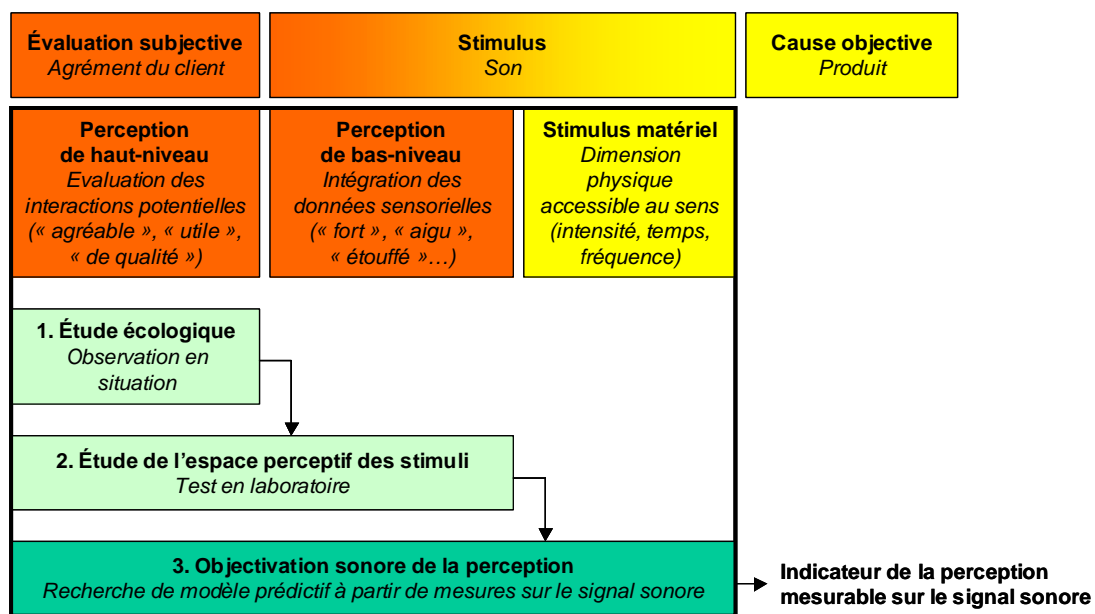 Évaluation subjective
Agrément du client
Stimulus
Son
Cause objective
Produit
Perception
de haut-niveau
Evaluation des
interactions potentielles
(« agréable », « utile »,
« de qualité »)
Perception
de bas-niveau
Intégration des
données sensorielles
(« fort », « aigu »,
« étouffé »…)
Stimulus matériel
Dimension
physique
accessible au sens
(intensité, temps,
fréquence)
1. Étude écologique
Observation en
situation
2. Étude de l'espace perceptif des stimuli
Test en laboratoire
3. Objectivation sonore de la perception
Recherche de modèle prédictif à partir de mesures sur le signal sonore
Indicateur de la perception
mesurable sur le signal sonore